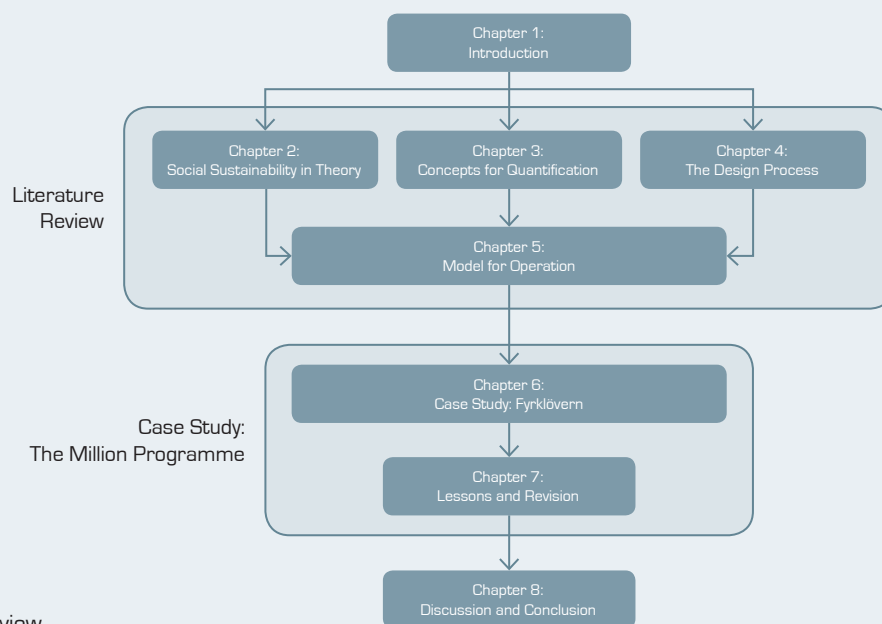 Chapter 1:
Introduction
Chapter 2:
Social Sustainability in Theory
Chapter 3:
Concepts for Quantification
Chapter 4:
The Design Process
Literature
Review
Chapter 5:
Model for Operation
Chapter 6:
Case Study: Fyrklövern
Case Study:
The Million Programme
Chapter 7:
Lessons and Revision
Chapter 8:
Discussion and Conclusion